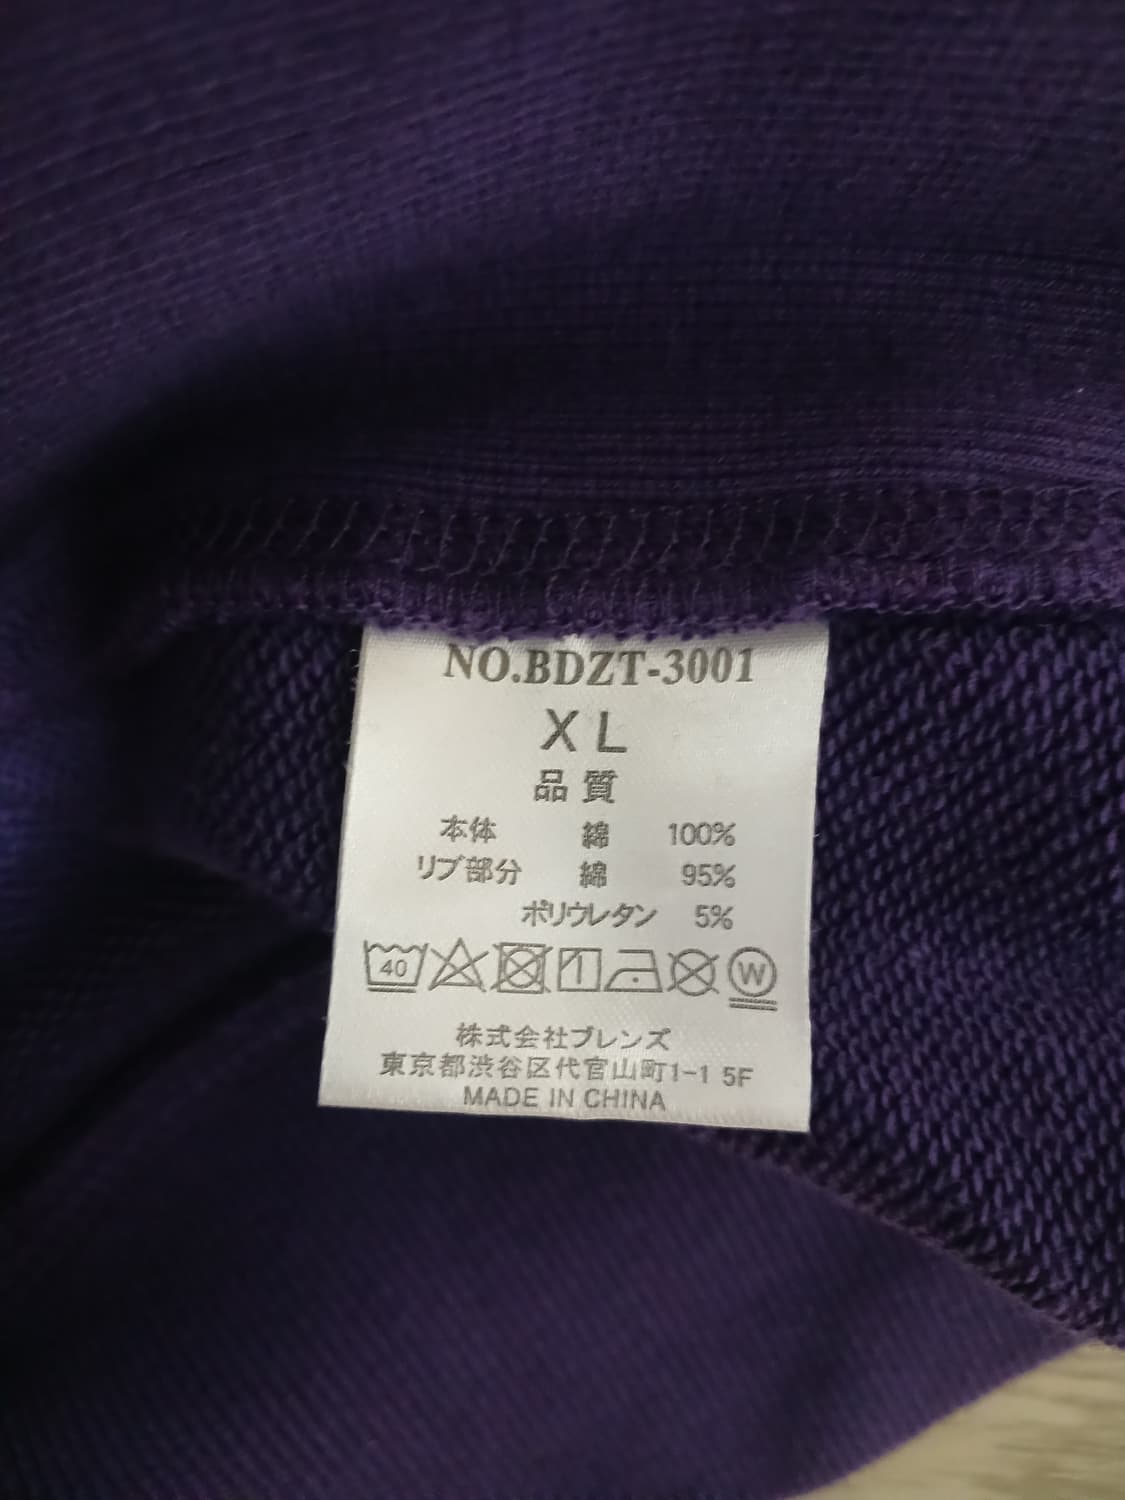 NO.BDZT-3001
XL
品質
本体 綿 100%
リブ部分 綿 95%
ポリウレタン 5%
40 W
株式会社ブレンズ
東京都渋谷区代官山町1-1 5F
MADE IN CHINA